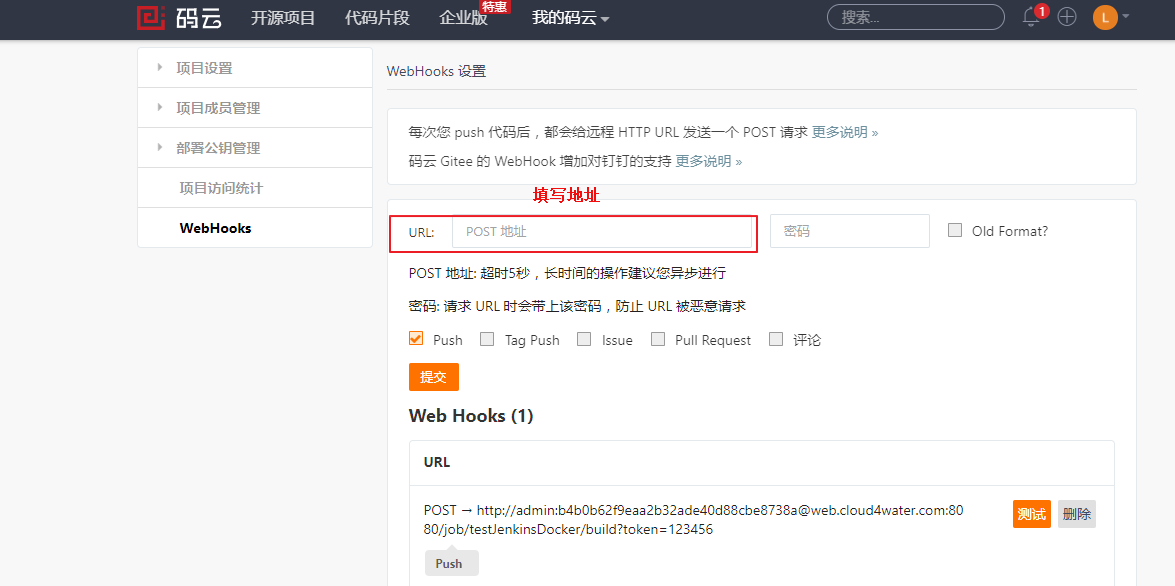 码云 开源项目 代码片段 企业版 特惠 我的码云 搜索... 1 L
项目设置
项目成员管理
部署公钥管理
项目访问统计
WebHooks
WebHooks 设置
每次您 push 代码后，都会给远程 HTTP URL 发送一个 POST 请求 更多说明 »
码云 Gitee 的 WebHook 增加对钉钉的支持 更多说明 »
填写地址
URL: POST 地址 密码 Old Format?
POST 地址: 超时5秒，长时间的操作建议您异步进行
密码: 请求 URL 时会带上该密码，防止 URL 被恶意请求
Push Tag Push Issue Pull Request 评论
提交
Web Hooks (1)
URL
POST → http://admin:b4b0b62f9eaa2b32ade40d88cbe8738a@web.cloud4water.com:80
80/job/testJenkinsDocker/build?token=123456
测试 删除
Push